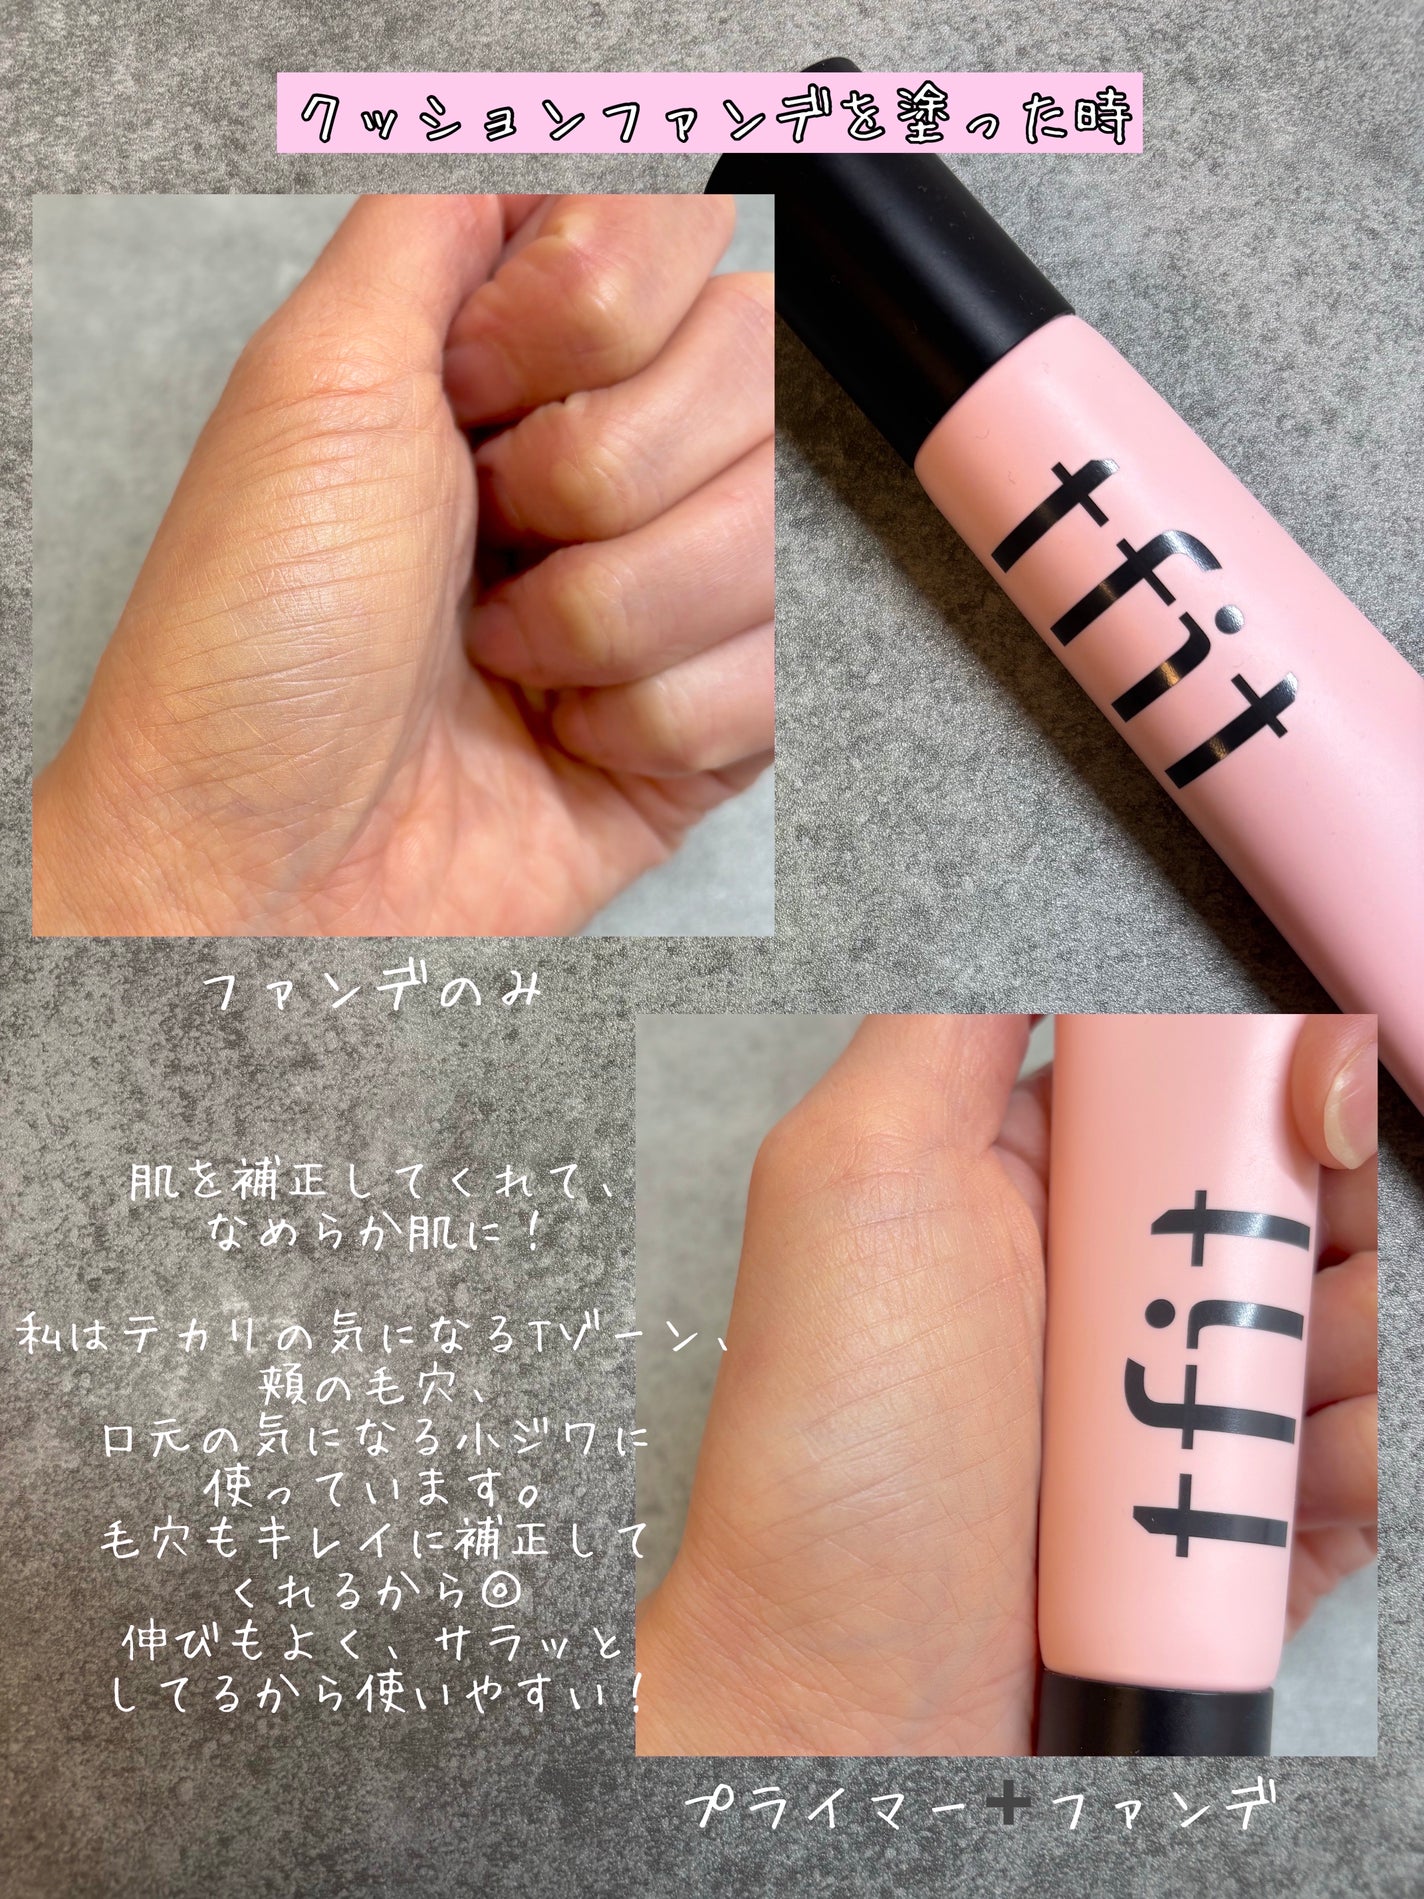 クッションファンデを塗った時
tfit
ファンデのみ
肌を補正してくれて、
なめらか肌に！
私はテカリの気になるTゾーン、
頬の毛穴、
口元の気になる小ジワに
使っています。
毛穴もキレイに補正して
くれるから◎
伸びもよく、サラッと
してるから使いやすい！
tfit
プライマー➕ファンデ